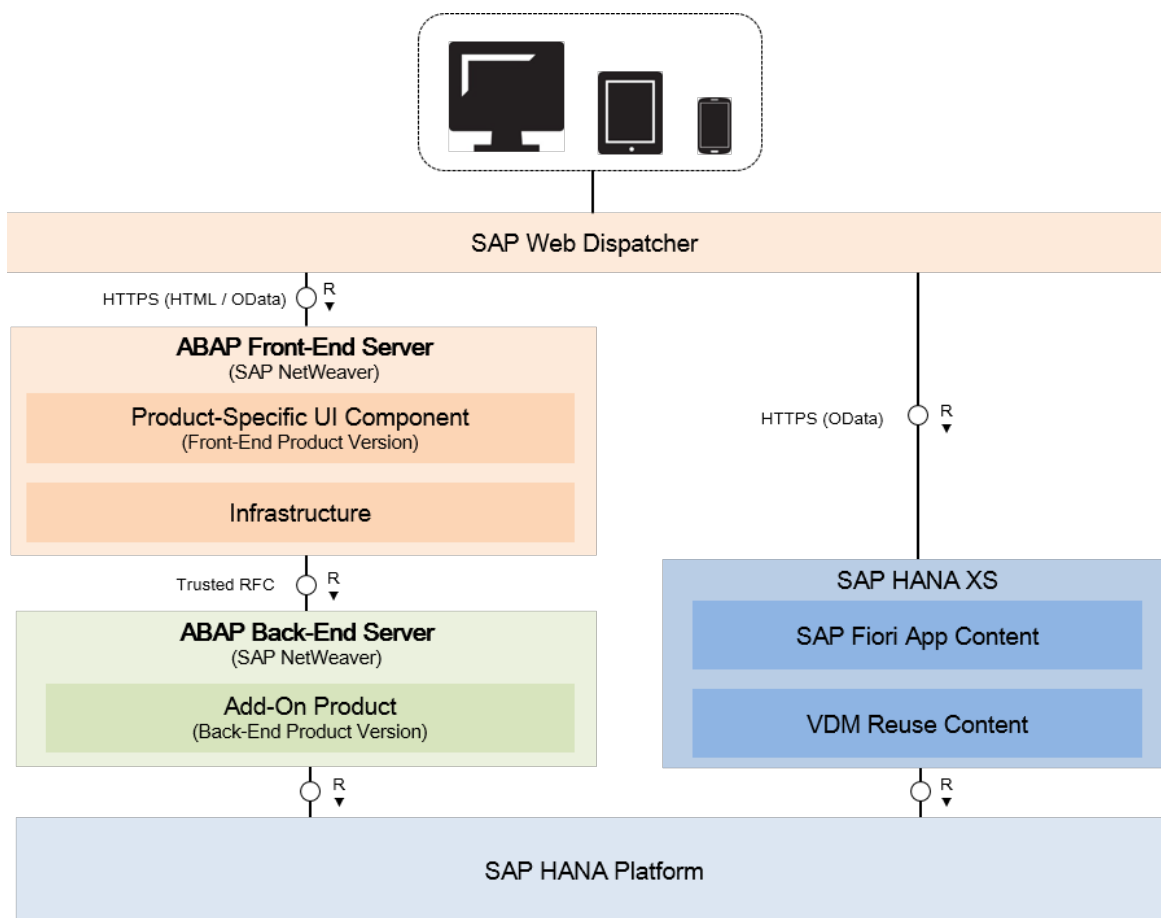 SAP Web Dispatcher
HTTPS (HTML / OData)
R
ABAP Front-End Server
(SAP NetWeaver)
Product-Specific UI Component
(Front-End Product Version)
Infrastructure
HTTPS (OData)
R
Trusted RFC
R
ABAP Back-End Server
(SAP NetWeaver)
Add-On Product
(Back-End Product Version)
SAP HANA XS
SAP Fiori App Content
VDM Reuse Content
R
R
SAP HANA Platform